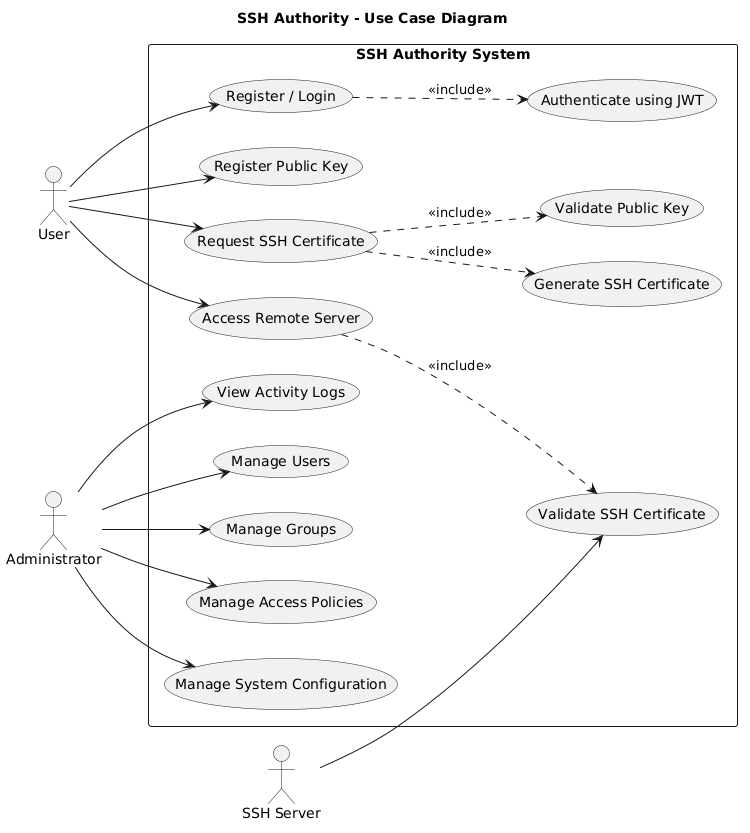 SSH Authority - Use Case Diagram
SSH Authority System
Register / Login
«include»
Authenticate using JWT
Register Public Key
User
Request SSH Certificate
«include»
Validate Public Key
«include»
Generate SSH Certificate
Access Remote Server
«include»
View Activity Logs
Manage Users
Administrator
Manage Groups
Validate SSH Certificate
Manage Access Policies
Manage System Configuration
SSH Server